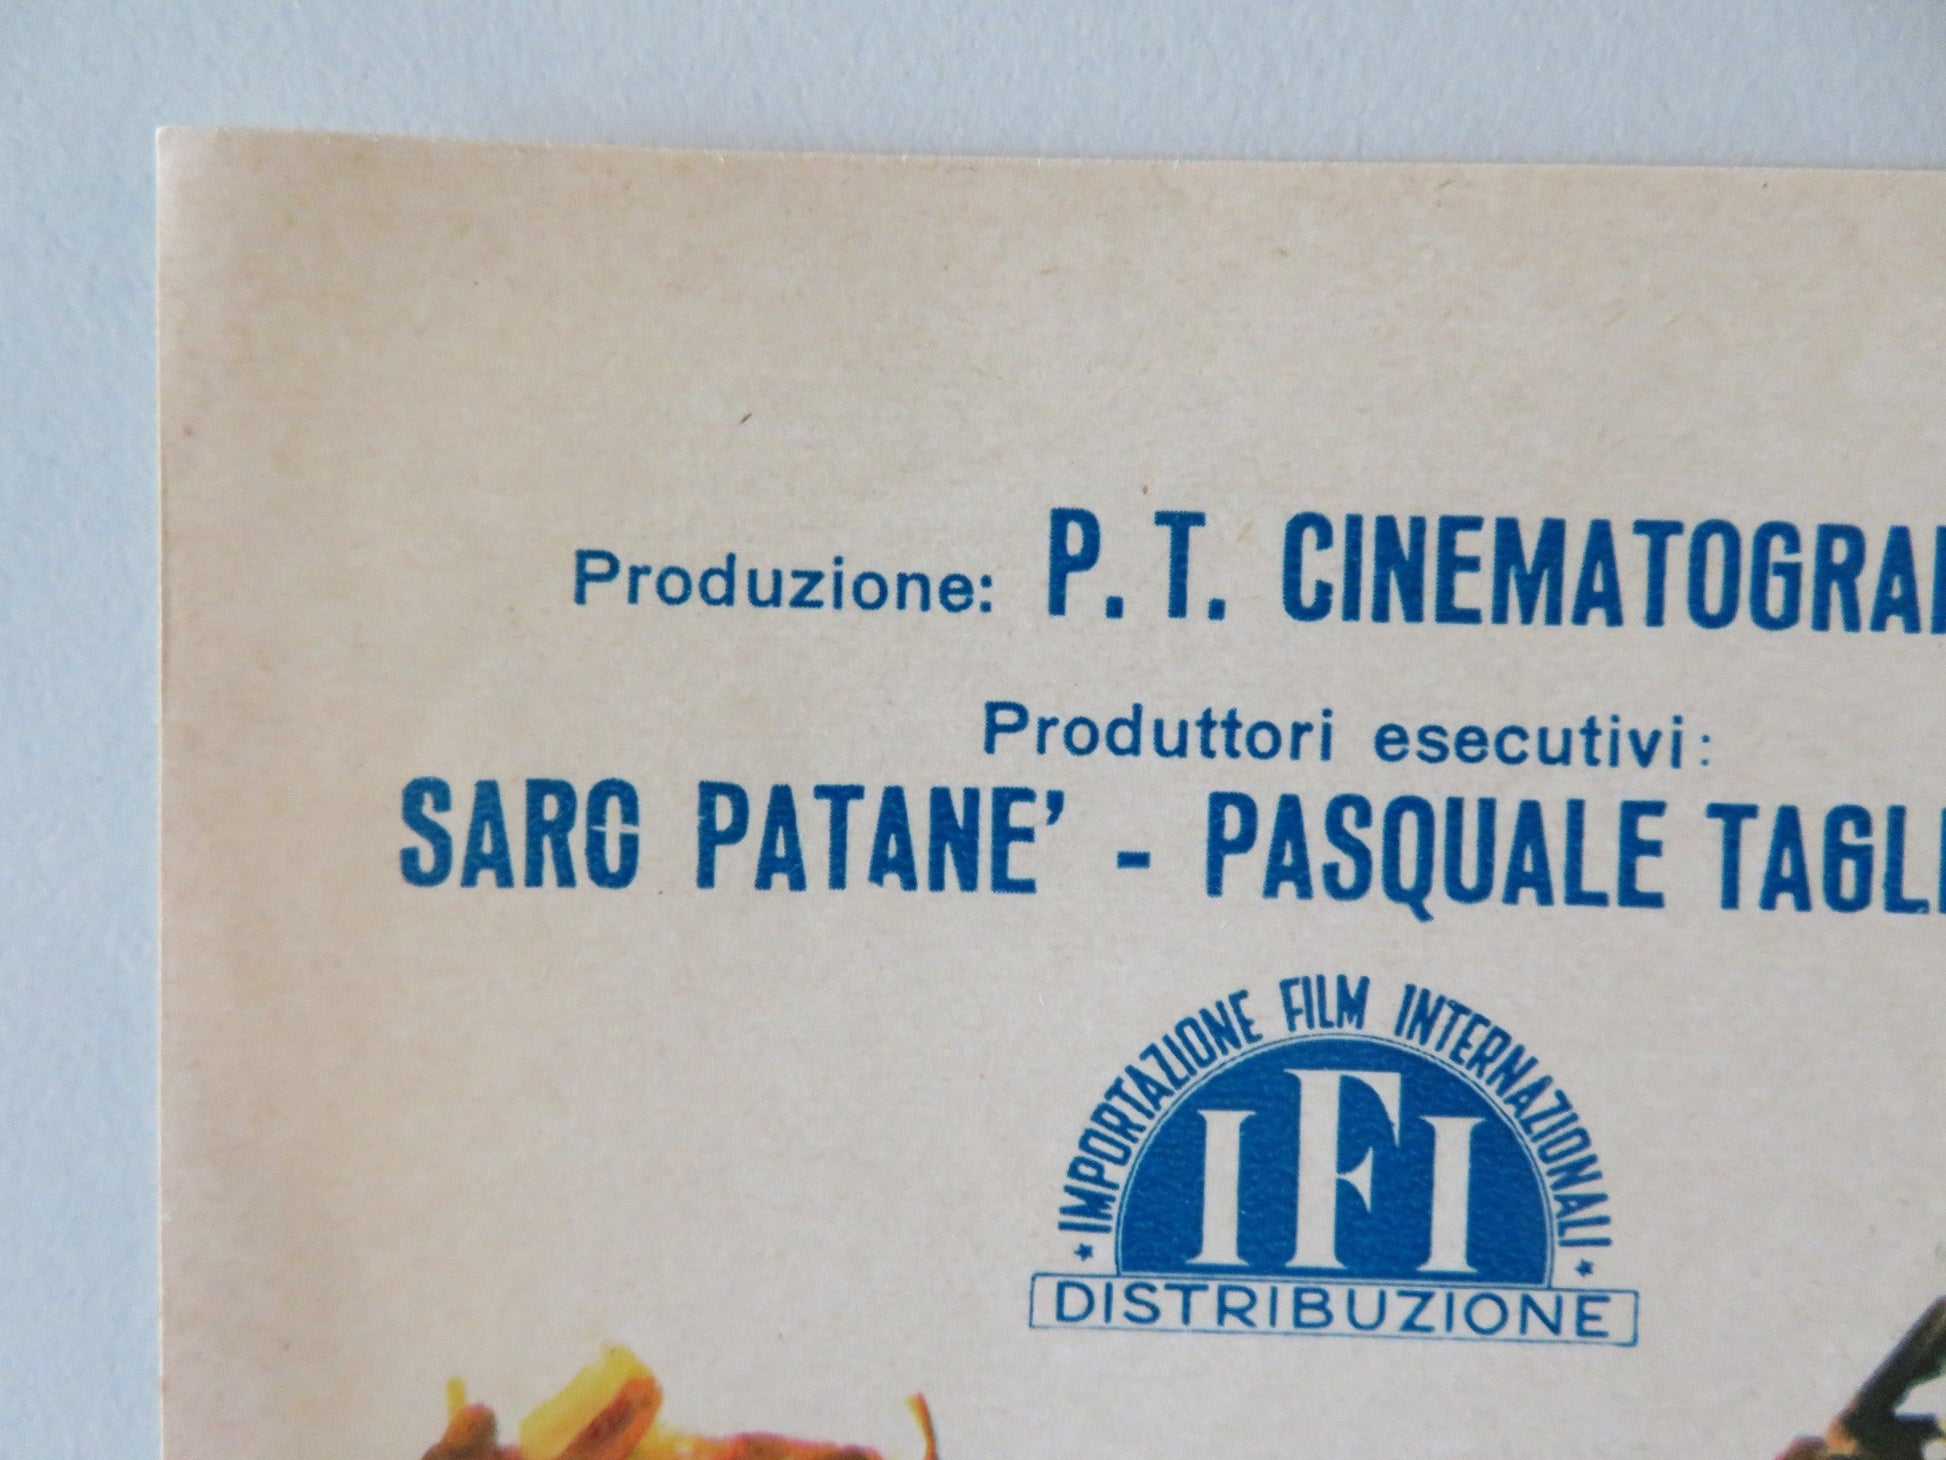 Produzione: P. T. CINEMATOGRA
Produttori esecutivi:
SARO PATANE' - PASQUALE TAGL
IMPORTAZIONE FILM INTERNAZIONALI
IFI
DISTRIBUZIONE